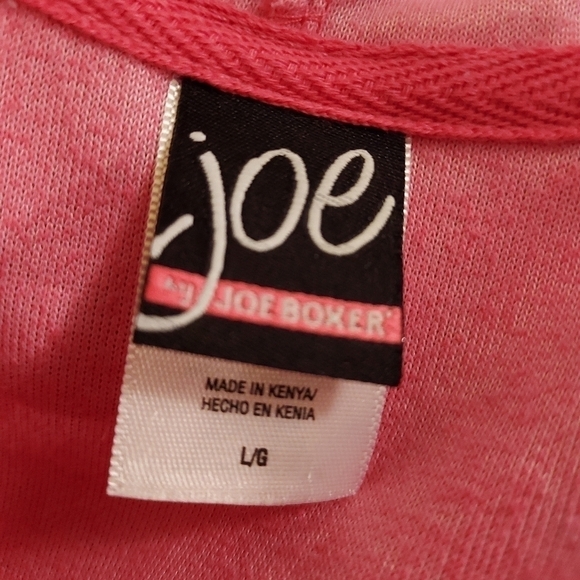 joe
by JOE BOXER
MADE IN KENYA/
HECHO EN KENIA
L/G